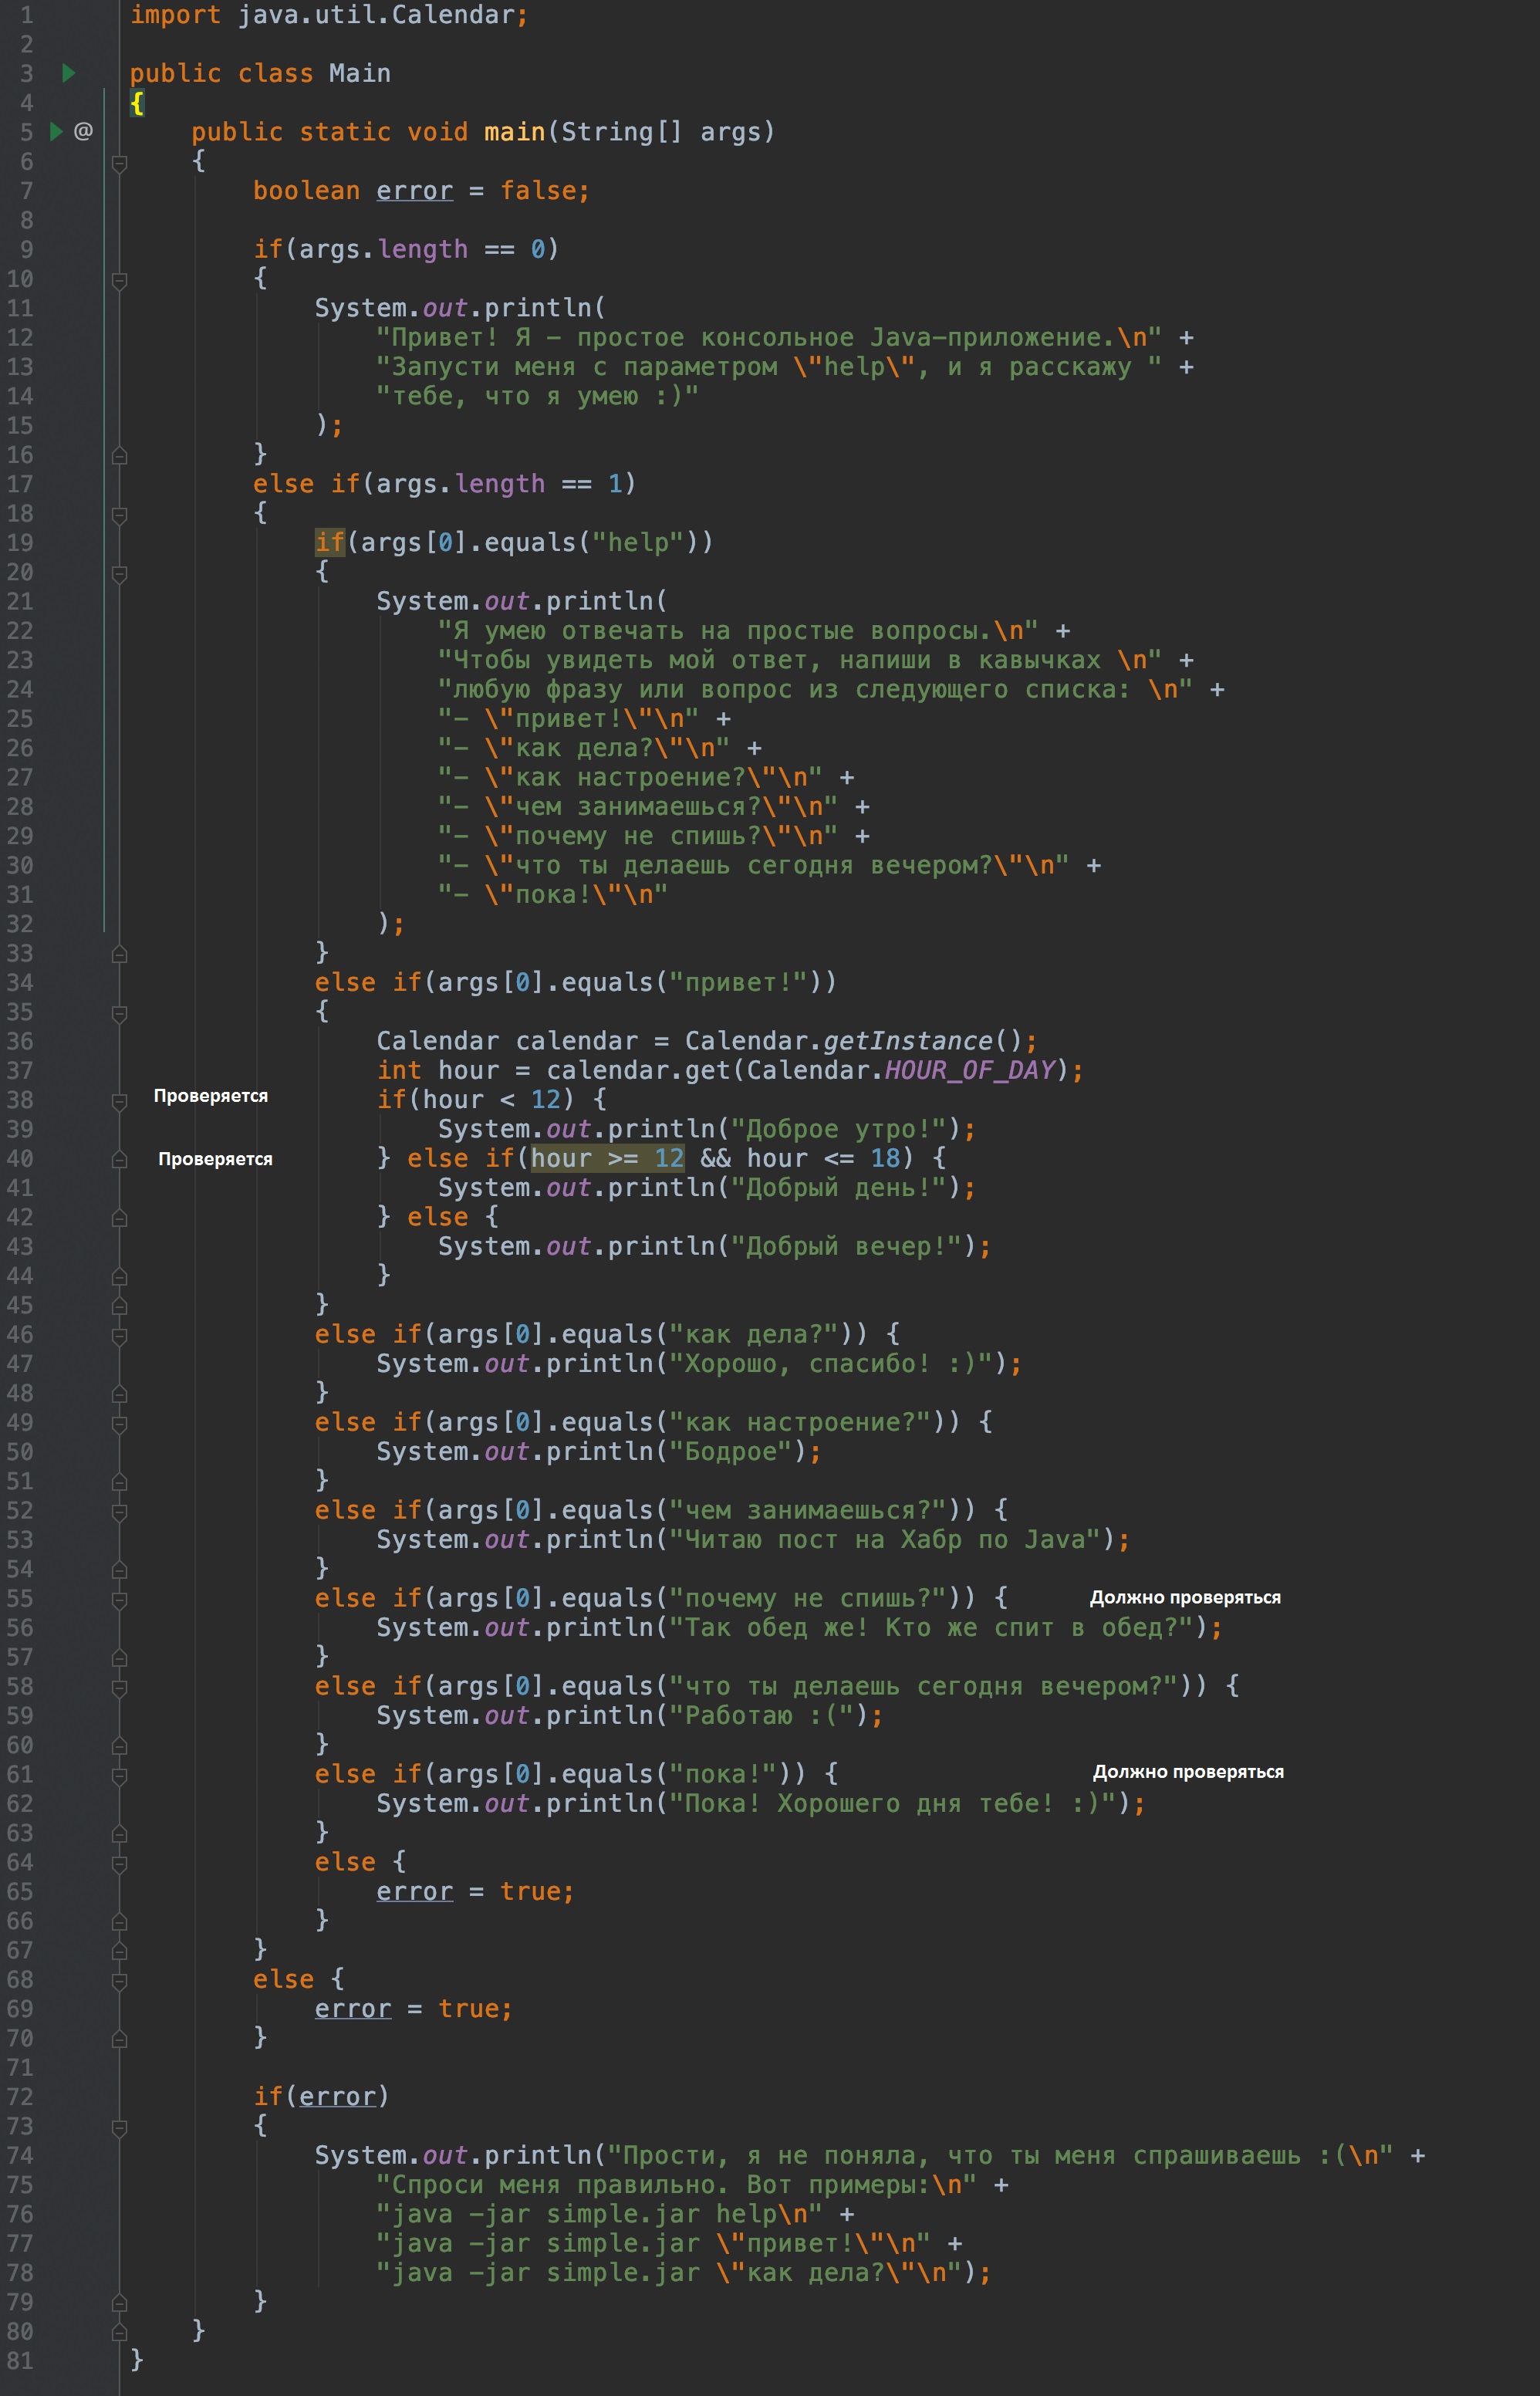 1 import java.util.Calendar;
2
3 public class Main
4 {
5 @ public static void main(String[] args)
6 {
7 boolean error = false;
8
9 if(args.length == 0)
10 {
11 System.out.println(
12 "Привет! Я - простое консольное Java-приложение.\n" +
13 "Запусти меня с параметром \"help\", и я расскажу " +
14 "тебе, что я умею :)"
15 );
16 }
17 else if(args.length == 1)
18 {
19 if(args[0].equals("help"))
20 {
21 System.out.println(
22 "Я умею отвечать на простые вопросы.\n" +
23 "Чтобы увидеть мой ответ, напиши в кавычках \n" +
24 "любую фразу или вопрос из следующего списка: \n" +
25 "- \"привет!\"\n" +
26 "- \"как дела?\"\n" +
27 "- \"как настроение?\"\n" +
28 "- \"чем занимаешься?\"\n" +
29 "- \"почему не спишь?\"\n" +
30 "- \"что ты делаешь сегодня вечером?\"\n" +
31 "- \"пока!\"\n"
32 );
33 }
34 else if(args[0].equals("привет!"))
35 {
36 Calendar calendar = Calendar.getInstance();
37 int hour = calendar.get(Calendar.HOUR_OF_DAY);
38 Проверяется if(hour < 12) {
39 System.out.println("Доброе утро!");
40 Проверяется } else if(hour >= 12 && hour <= 18) {
41 System.out.println("Добрый день!");
42 } else {
43 System.out.println("Добрый вечер!");
44 }
45 }
46 else if(args[0].equals("как дела?")) {
47 System.out.println("Хорошо, спасибо! :)");
48 }
49 else if(args[0].equals("как настроение?")) {
50 System.out.println("Бодрое");
51 }
52 else if(args[0].equals("чем занимаешься?")) {
53 System.out.println("Читаю пост на Хабр по Java");
54 }
55 else if(args[0].equals("почему не спишь?")) { Должно проверяться
56 System.out.println("Так обед же! Кто же спит в обед?");
57 }
58 else if(args[0].equals("что ты делаешь сегодня вечером?")) {
59 System.out.println("Работаю :(");
60 }
61 else if(args[0].equals("пока!")) { Должно проверяться
62 System.out.println("Пока! Хорошего дня тебе! :)");
63 }
64 else {
65 error = true;
66 }
67 }
68 else {
69 error = true;
70 }
71
72 if(error)
73 {
74 System.out.println("Прости, я не поняла, что ты меня спрашиваешь :(\n" +
75 "Спроси меня правильно. Вот примеры:\n" +
76 "java -jar simple.jar help\n" +
77 "java -jar simple.jar \"привет!\"\n" +
78 "java -jar simple.jar \"как дела?\"\n");
79 }
80 }
81 }